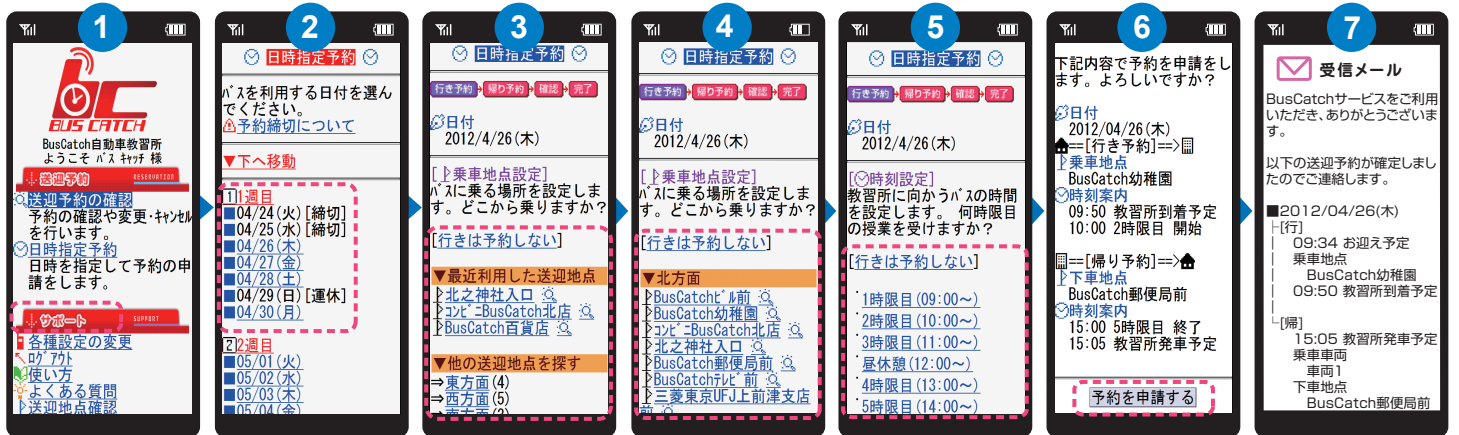 1
bc
BUS CATCH
BusCatch自動車教習所
ようこそ バス キャッチ 様
送迎予約 RESERVATION
送迎予約の確認
予約の確認や変更・キャンセル
を行います。
日時指定予約
日時を指定して予約の申
請をします。
サポート SUPPORT
各種設定の変更
ログアウト
使い方
よくある質問
送迎地点確認
2
日時指定予約
バスを利用する日付を選ん
でください。
予約締切について
▼下へ移動
1 1週目
■04/24(火)[締切]
■04/25(水)[締切]
■04/26(木)
■04/27(金)
■04/28(土)
■04/29(日)[運休]
■04/30(月)
2 2週目
■05/01(火)
■05/02(水)
■05/03(木)
■05/04(金)
3
日時指定予約
行き予約→帰り予約→確認→完了
日付
2012/4/26(木)
[乗車地点設定]
バスに乗る場所を設定しま
す。どこから乗りますか?
[行きは予約しない]
▼最近利用した送迎地点
北之神社入口
コンビニBusCatch北店
BusCatch百貨店
▼他の送迎地点を探す
⇒東方面(4)
⇒西方面(5)
⇒南方面(3)
4
日時指定予約
行き予約→帰り予約→確認→完了
日付
2012/4/26(木)
[乗車地点設定]
バスに乗る場所を設定しま
す。どこから乗りますか?
[行きは予約しない]
▼北方面
BusCatchビル前
BusCatch幼稚園
コンビニBusCatch北店
北之神社入口
BusCatch郵便局前
BusCatchテレビ前
三菱東京UFJ上前津支店
前
5
日時指定予約
行き予約→帰り予約→確認→完了
日付
2012/4/26(木)
[時刻設定]
教習所に向かうバスの時間
を設定します。 何時限目
の授業を受けますか?
[行きは予約しない]
1時限目(09:00〜)
2時限目(10:00〜)
3時限目(11:00〜)
昼休憩(12:00〜)
4時限目(13:00〜)
5時限目(14:00〜)
6
下記内容で予約を申請をし
ます。よろしいですか?
日付
2012/04/26(木)
==[行き予約]==>
乗車地点
BusCatch幼稚園
時刻案内
09:50 教習所到着予定
10:00 2時限目 開始
==[帰り予約]==>
下車地点
BusCatch郵便局前
時刻案内
15:00 5時限目 終了
15:05 教習所発車予定
予約を申請する
7
受信メール
BusCatchサービスをご利用
いただき、ありがとうございま
す。
以下の送迎予約が確定しまし
たのでご連絡します。
■2012/04/26(木)
├[行]
│ 09:34 お迎え予定
│ 乗車地点
│ BusCatch幼稚園
│ 09:50 教習所到着予定
│
└[帰]
15:05 教習所発車予定
乗車車両
車両1
下車地点
BusCatch郵便局前